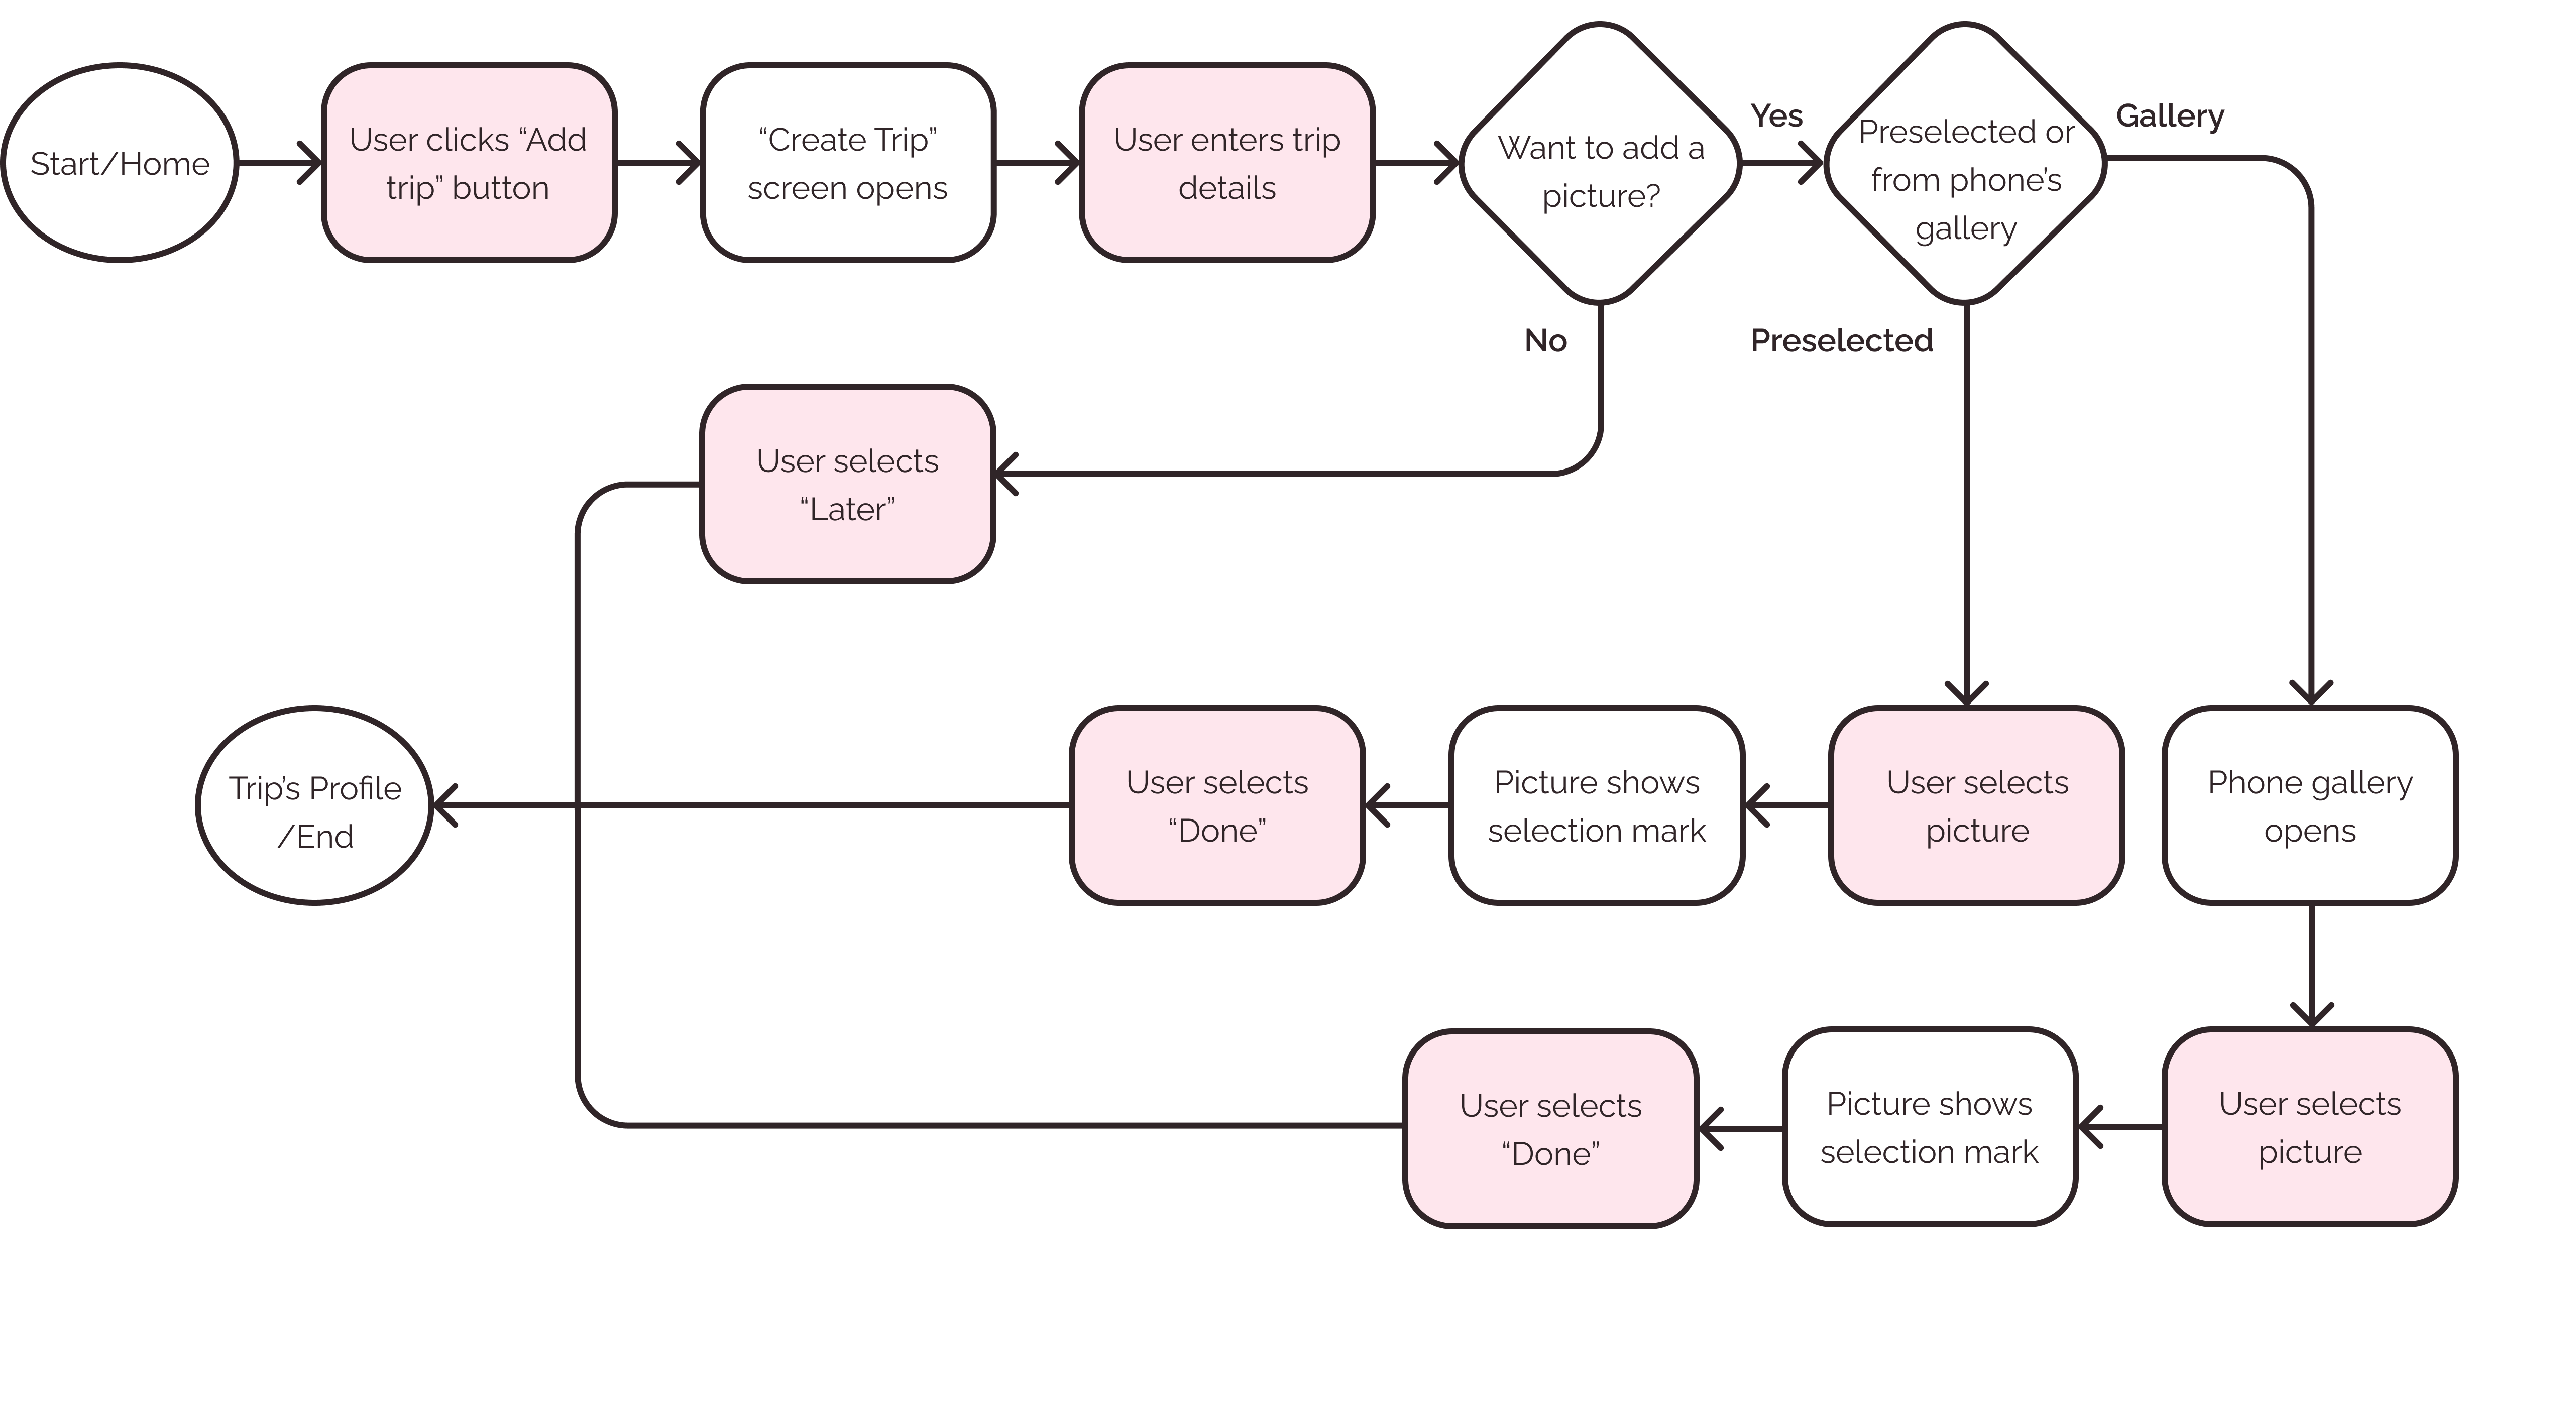 Start/Home
User clicks “Add
trip” button
“Create Trip”
screen opens
User enters trip
details
Want to add a
picture?
Yes
Preselected or
from phone’s
gallery
Gallery
No
Preselected
User selects
“Later”
Trip’s Profile
/End
User selects
“Done”
Picture shows
selection mark
User selects
picture
Phone gallery
opens
User selects
“Done”
Picture shows
selection mark
User selects
picture